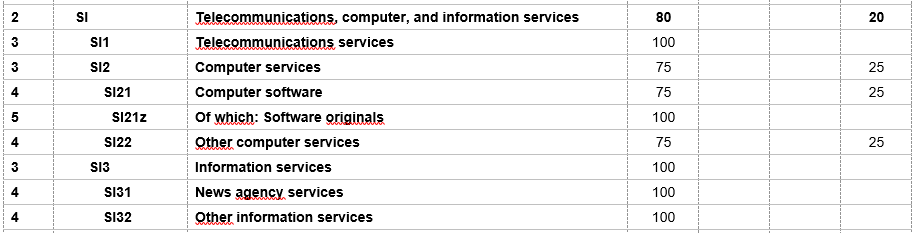 2 SI Telecommunications, computer, and information services 80 20
3 SI1 Telecommunications services 100
3 SI2 Computer services 75 25
4 SI21 Computer software 75 25
5 SI21z Of which: Software originals 100
4 SI22 Other computer services 75 25
3 SI3 Information services 100
4 SI31 News agency services 100
4 SI32 Other information services 100